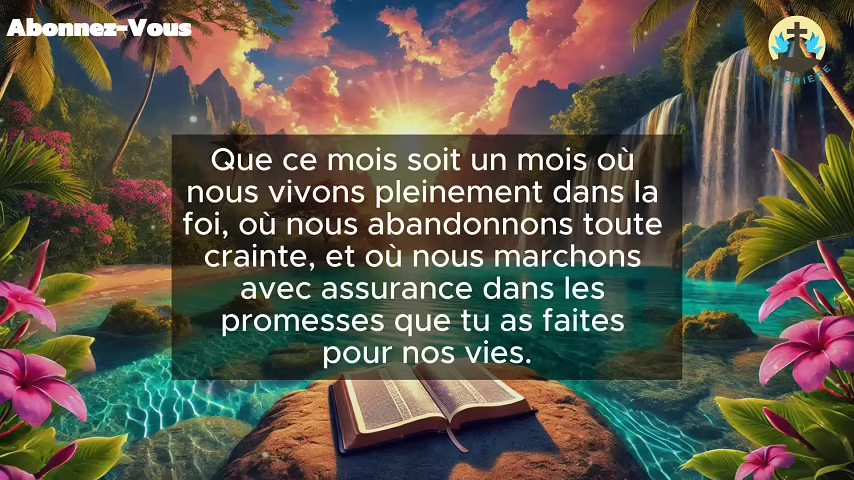 Abonnez-Vous
Que ce mois soit un mois où
nous vivons pleinement dans la
foi, où nous abandonnons toute
crainte, et où nous marchons
avec assurance dans les
promesses que tu as faites
pour nos vies.